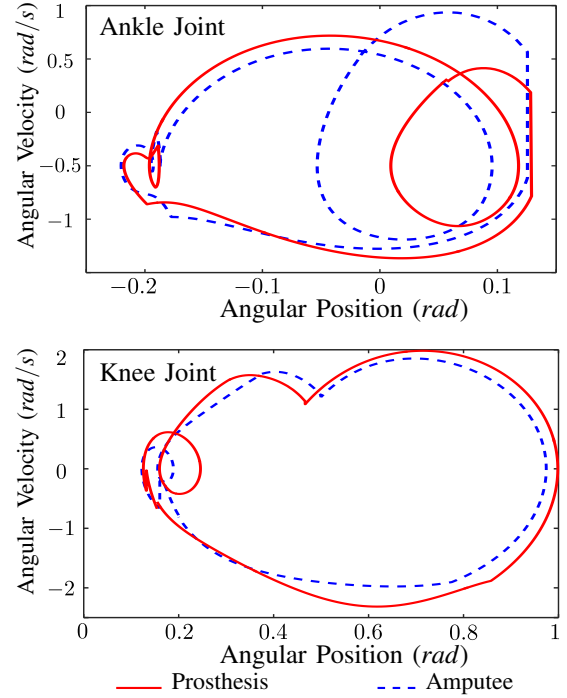 Ankle Joint
Angular Velocity (rad/s)
1
0.5
0
−0.5
−1
−0.2
−0.1
0
0.1
Angular Position (rad)
Knee Joint
Angular Velocity (rad/s)
2
1
0
−1
−2
0
0.2
0.4
0.6
0.8
1
Angular Position (rad)
Prosthesis
Amputee